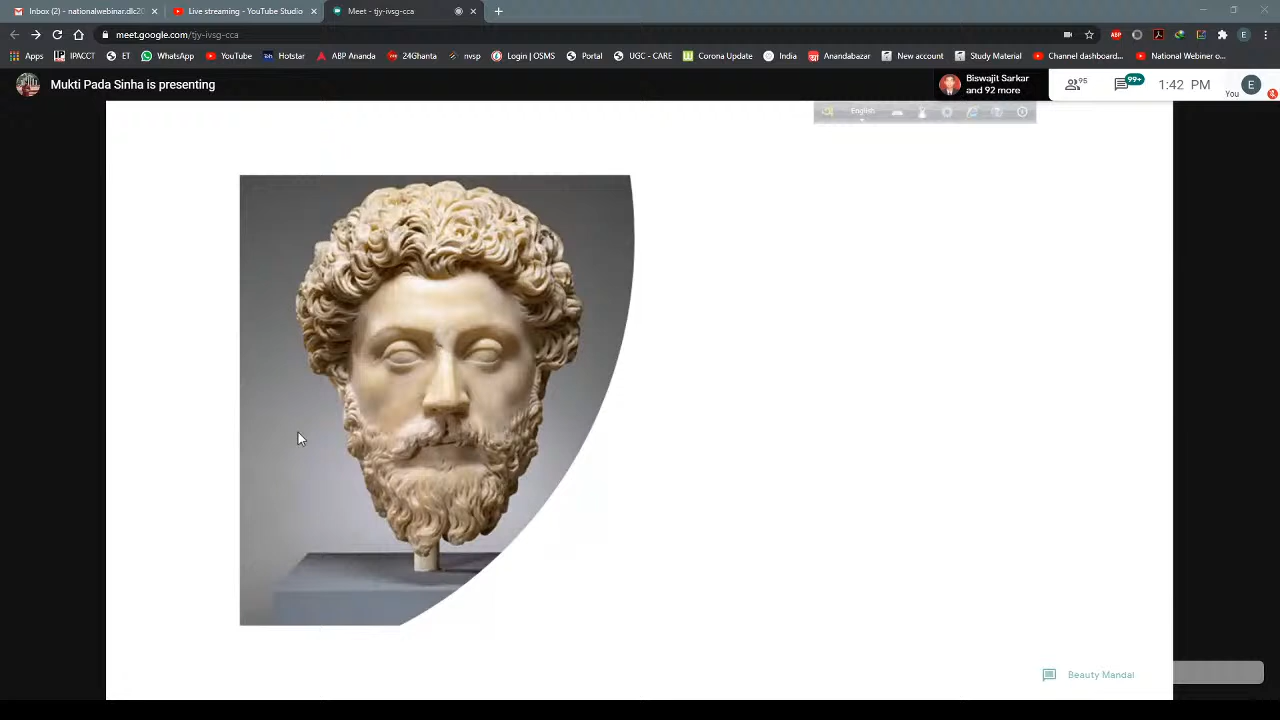 Inbox (2) - nationalwebinar.dlc20
Live streaming - YouTube Studio
Meet - tjy-ivsg-cca
meet.google.com/tjy-ivsg-cca
Apps
IPACCT
ET
WhatsApp
YouTube
Hotstar
ABP Ananda
24Ghanta
nvsp
Login | OSMS
Portal
UGC - CARE
Corona Update
India
Anandabazar
New account
Study Material
Channel dashboard...
National Webinar o...
Mukti Pada Sinha is presenting
Biswajit Sarkar
and 92 more
95
99+
1:42 PM
You
E
English
Beauty Mandal